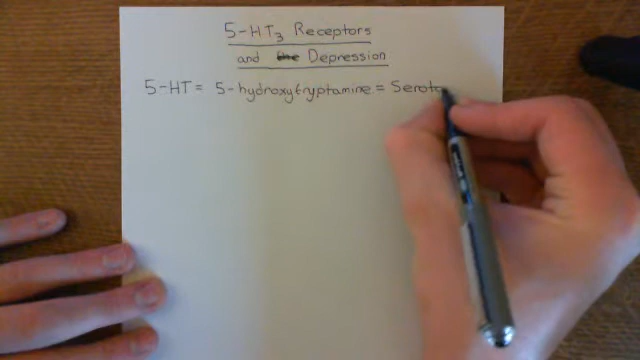 5-HT₃ Receptors
and the Depression
5-HT = 5-hydroxytryptamine = Seroto